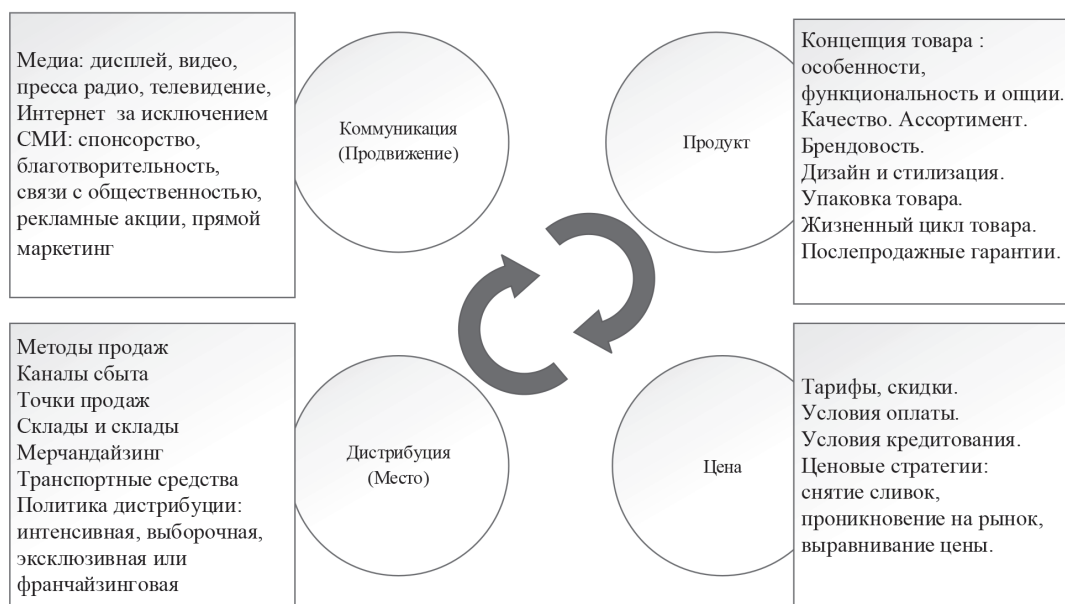 Медиа: дисплей, видео,
пресса радио, телевидение,
Интернет за исключением
СМИ: спонсорство,
благотворительность,
связи с общественностью,
рекламные акции, прямой
маркетинг
Коммуникация
(Продвижение)
Продукт
Концепция товара :
особенности,
функциональность и опции.
Качество. Ассортимент.
Брендовость.
Дизайн и стилизация.
Упаковка товара.
Жизненный цикл товара.
Послепродажные гарантии.
Методы продаж
Каналы сбыта
Точки продаж
Склады и склады
Мерчандайзинг
Транспортные средства
Политика дистрибуции:
интенсивная, выборочная,
эксклюзивная или
франчайзинговая
Дистрибуция
(Место)
Цена
Тарифы, скидки.
Условия оплаты.
Условия кредитования.
Ценовые стратегии:
снятие сливок,
проникновение на рынок,
выравнивание цены.